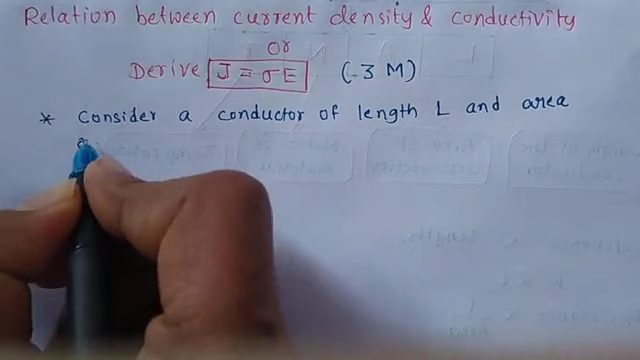 Relation between current density & conductivity
Or
Derive J = σE (-3 M)
* Consider a conductor of length L and area